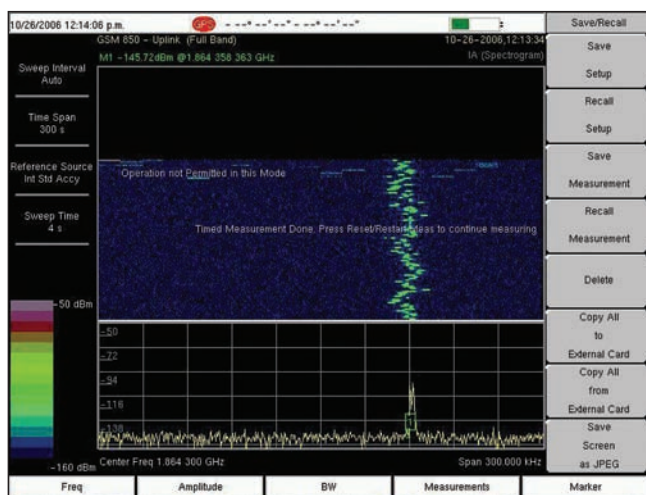 10/26/2006 12:14:06 p.m.
GPS
- --* --'--" - --* --'--"
Save/Recall
GSM 850 - Uplink (Full Band)
10-26-2006,12:13:34
M1 -145.72dBm @1.864 358 363 GHz
IA (Spectrogram)
Sweep Interval
Auto
Time Span
300 s
Reference Source
Int Std Accy
Sweep Time
4 s
-50 dBm
-160 dBm
Operation not Permitted in this Mode
Timed Measurement Done, Press Reset/Restart Meas to continue measuring
-50
-72
-94
-116
-138
1
Center Freq 1.864 300 GHz
Span 300.000 kHz
Save
Setup
Recall
Setup
Save
Measurement
Recall
Measurement
Delete
Copy All
to
External Card
Copy All
from
External Card
Save
Screen
as JPEG
Freq
Amplitude
BW
Measurements
Marker